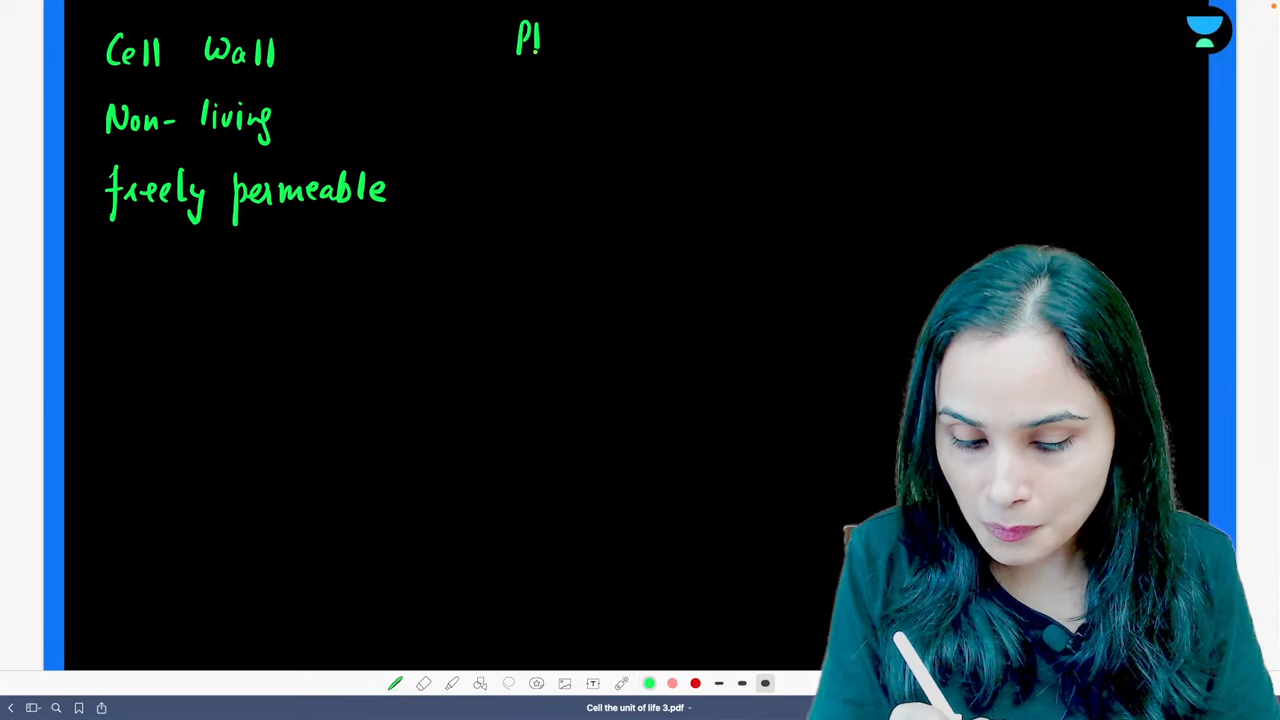 Cell Wall
Pl
Non-living
freely permeable
Cell the unit of life 3.pdf